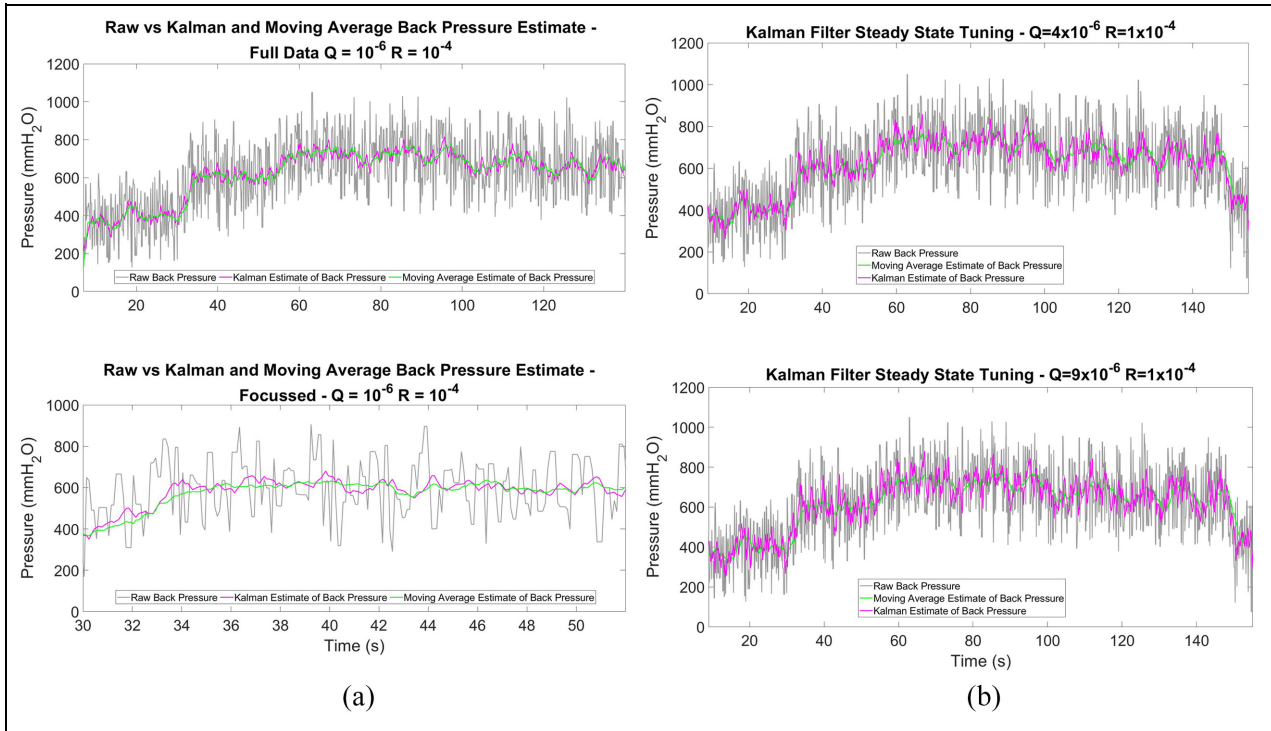 Raw vs Kalman and Moving Average Back Pressure Estimate -
Full Data Q = 10⁻⁶ R = 10⁻⁴
1200
1000
800
600
400
200
0
Pressure (mmH₂O)
Raw Back Pressure Kalman Estimate of Back Pressure Moving Average Estimate of Back Pressure
20 40 60 80 100 120
Raw vs Kalman and Moving Average Back Pressure Estimate -
Focussed - Q = 10⁻⁶ R = 10⁻⁴
1000
800
600
400
200
0
Pressure (mmH₂O)
Raw Back Pressure Kalman Estimate of Back Pressure Moving Average Estimate of Back Pressure
30 32 34 36 38 40 42 44 46 48 50
Time (s)
(a)
Kalman Filter Steady State Tuning - Q=4x10⁻⁶ R=1x10⁻⁴
1200
1000
800
600
400
200
0
Pressure (mmH₂O)
Raw Back Pressure
Moving Average Estimate of Back Pressure
Kalman Estimate of Back Pressure
20 40 60 80 100 120 140
Kalman Filter Steady State Tuning - Q=9x10⁻⁶ R=1x10⁻⁴
1200
1000
800
600
400
200
0
Pressure (mmH₂O)
Raw Back Pressure
Moving Average Estimate of Back Pressure
Kalman Estimate of Back Pressure
20 40 60 80 100 120 140
Time (s)
(b)